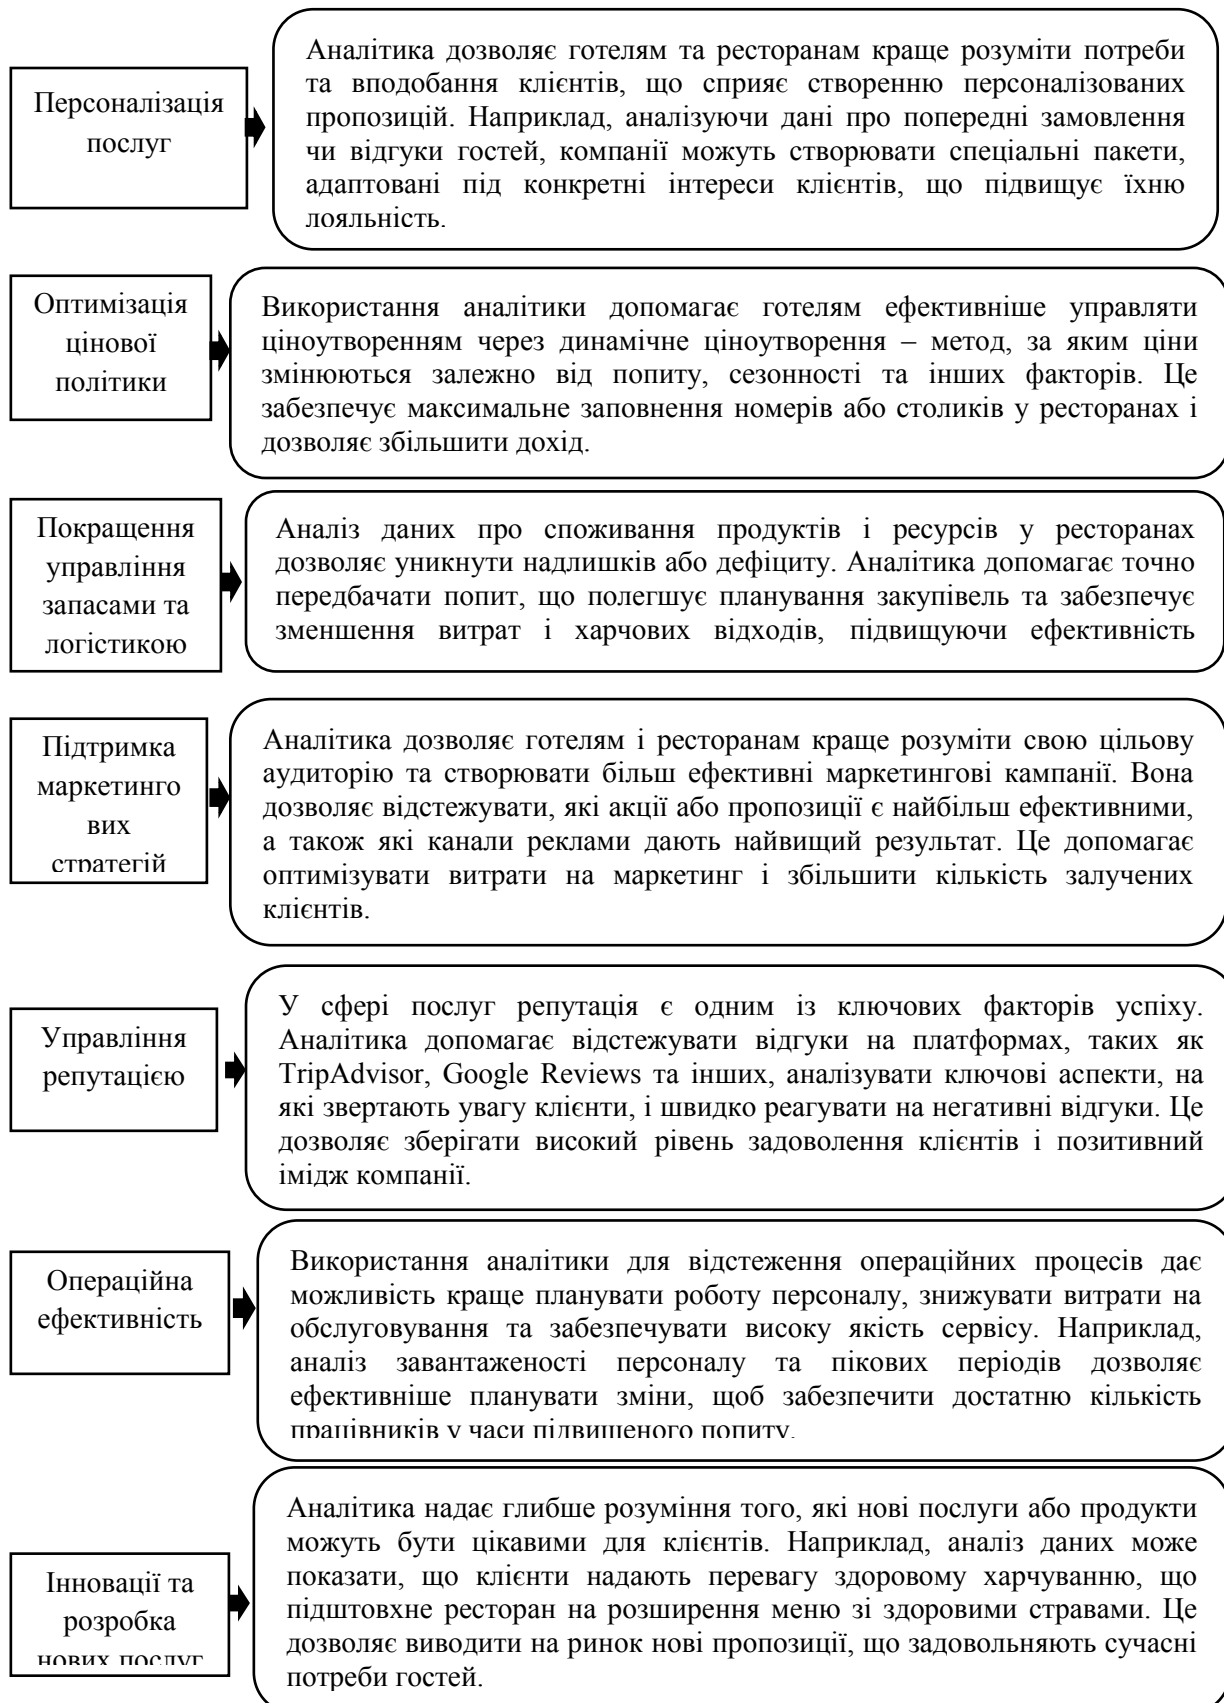 Персоналізація
послуг
Аналітика дозволяє готелям та ресторанам краще розуміти потреби
та вподобання клієнтів, що сприяє створенню персоналізованих
пропозицій. Наприклад, аналізуючи дані про попередні замовлення
чи відгуки гостей, компанії можуть створювати спеціальні пакети,
адаптовані під конкретні інтереси клієнтів, що підвищує їхню
лояльність.
Оптимізація
цінової
політики
Використання аналітики допомагає готелям ефективніше управляти
ціноутворенням через динамічне ціноутворення – метод, за яким ціни
змінюються залежно від попиту, сезонності та інших факторів. Це
забезпечує максимальне заповнення номерів або столиків у ресторанах і
дозволяє збільшити дохід.
Покращення
управління
запасами та
логістикою
Аналіз даних про споживання продуктів і ресурсів у ресторанах
дозволяє уникнути надлишків або дефіциту. Аналітика допомагає точно
передбачати попит, що полегшує планування закупівель та забезпечує
зменшення витрат і харчових відходів, підвищуючи ефективність
Підтримка
маркетинго
вих
стратегій
Аналітика дозволяє готелям і ресторанам краще розуміти свою цільову
аудиторію та створювати більш ефективні маркетингові кампанії. Вона
дозволяє відстежувати, які акції або пропозиції є найбільш ефективними,
а також які канали реклами дають найвищий результат. Це допомагає
оптимізувати витрати на маркетинг і збільшити кількість залучених
клієнтів.
Управління
репутацією
У сфері послуг репутація є одним із ключових факторів успіху.
Аналітика допомагає відстежувати відгуки на платформах, таких як
TripAdvisor, Google Reviews та інших, аналізувати ключові аспекти, на
які звертають увагу клієнти, і швидко реагувати на негативні відгуки. Це
дозволяє зберігати високий рівень задоволення клієнтів і позитивний
імідж компанії.
Операційна
ефективність
Використання аналітики для відстеження операційних процесів дає
можливість краще планувати роботу персоналу, знижувати витрати на
обслуговування та забезпечувати високу якість сервісу. Наприклад,
аналіз завантаженості персоналу та пікових періодів дозволяє
ефективніше планувати зміни, щоб забезпечити достатню кількість
працівників у часи підвищеного попиту.
Інновації та
розробка
нових послуг
Аналітика надає глибше розуміння того, які нові послуги або продукти
можуть бути цікавими для клієнтів. Наприклад, аналіз даних може
показати, що клієнти надають перевагу здоровому харчуванню, що
підштовхне ресторан на розширення меню зі здоровими стравами. Це
дозволяє виводити на ринок нові пропозиції, що задовольняють сучасні
потреби гостей.